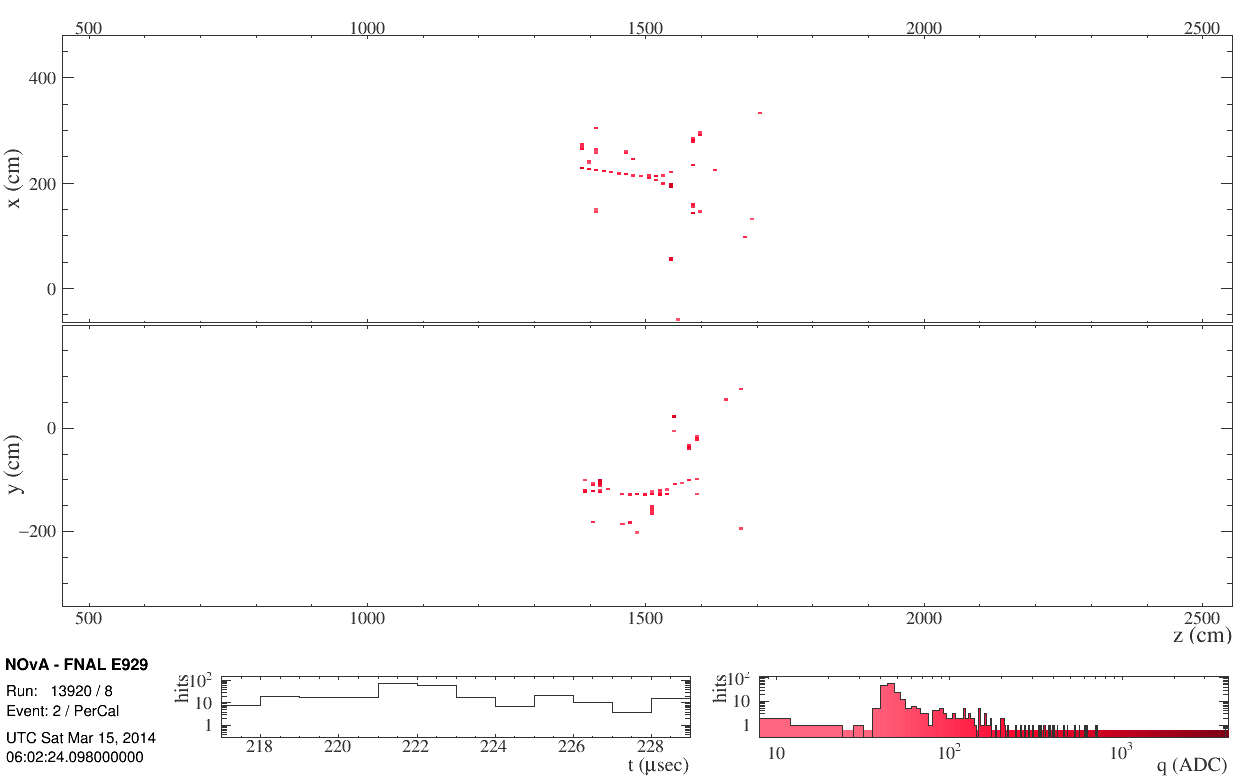 500 1000 1500 2000 2500
400
200
0
x (cm)
0
−200
y (cm)
500 1000 1500 2000 2500
z (cm)
NOvA - FNAL E929
Run: 13920 / 8
Event: 2 / PerCal
UTC Sat Mar 15, 2014
06:02:24.098000000
hits
10²
10
1
218 220 222 224 226 228
t (μsec)
hits
10²
10
1
10 10² 10³
q (ADC)